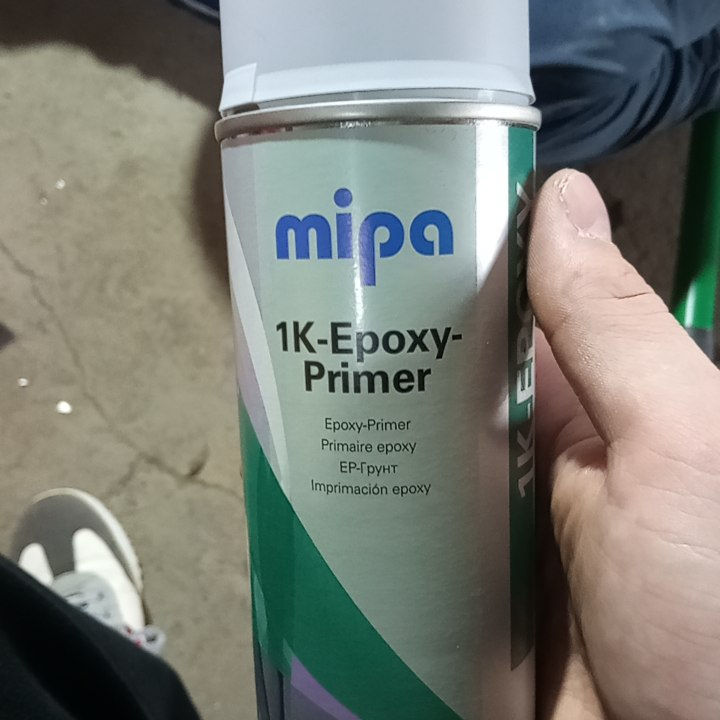 mipa
1K-Epoxy-
Primer
Epoxy-Primer
Primaire epoxy
EP-Грунт
Imprimación epoxy
1K-EPOXY